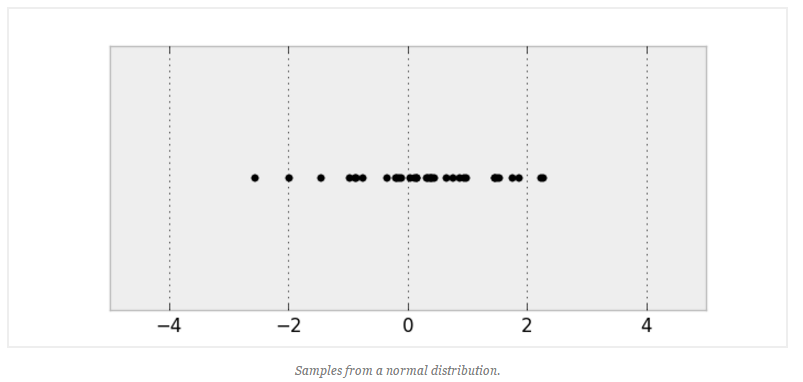 −4 −2 0 2 4
Samples from a normal distribution.